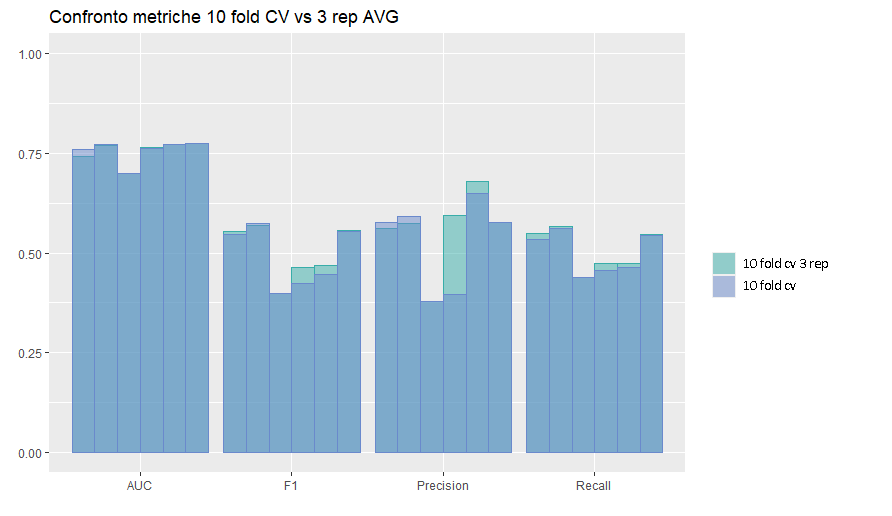 Confronto metriche 10 fold CV vs 3 rep AVG
1.00
0.75
0.50
0.25
0.00
AUC
F1
Precision
Recall
10 fold cv 3 rep
10 fold cv